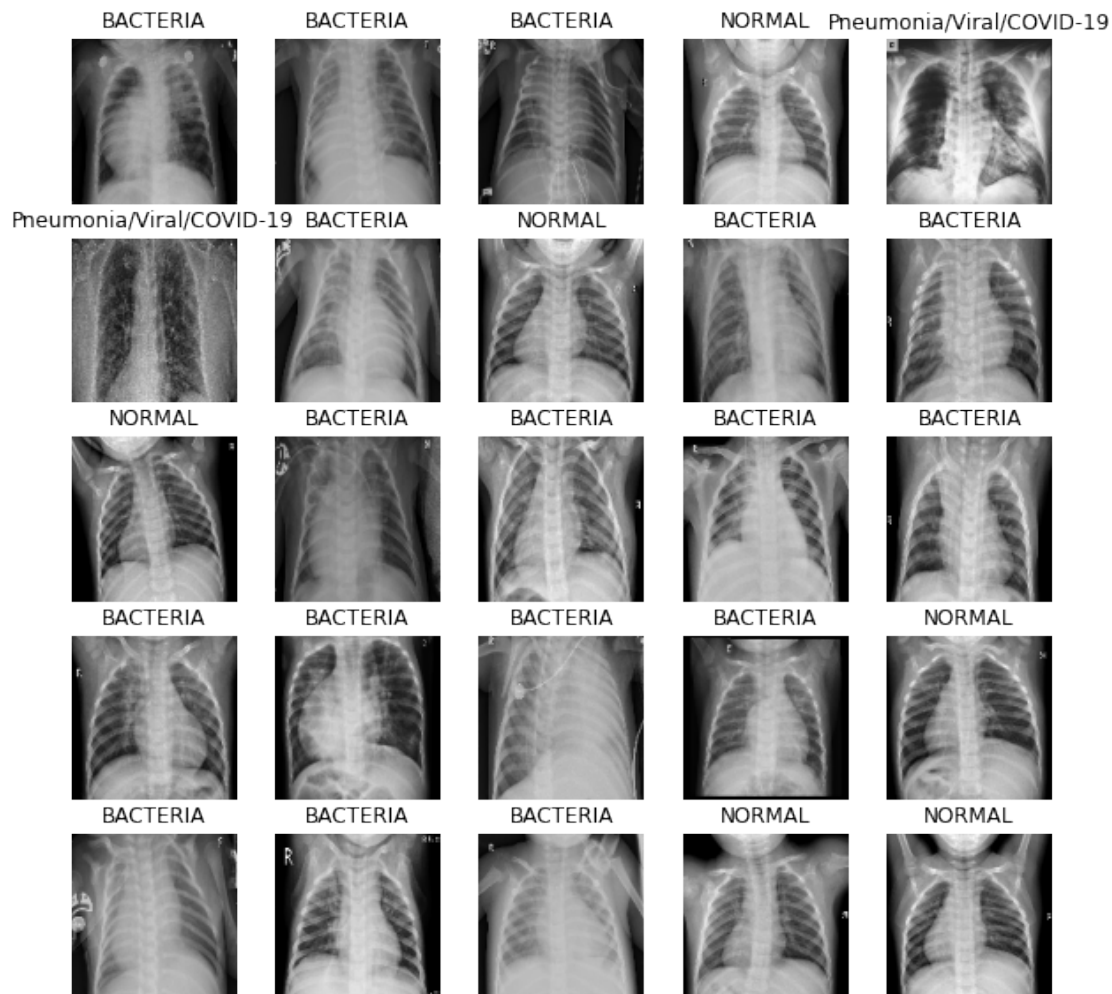 BACTERIA BACTERIA BACTERIA NORMAL Pneumonia/Viral/COVID-19
Pneumonia/Viral/COVID-19 BACTERIA NORMAL BACTERIA BACTERIA
NORMAL BACTERIA BACTERIA BACTERIA BACTERIA
BACTERIA BACTERIA BACTERIA BACTERIA NORMAL
BACTERIA BACTERIA BACTERIA NORMAL NORMAL
R